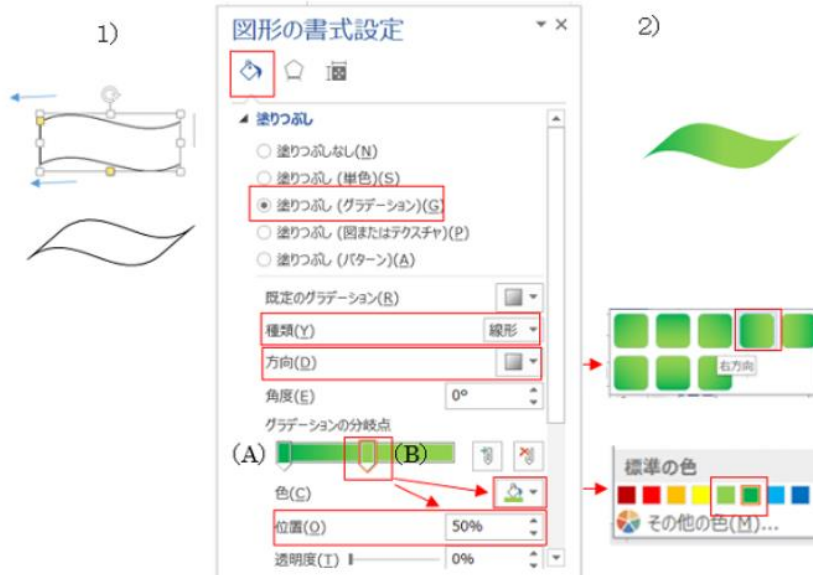 1)
図形の書式設定
2)
塗りつぶし
塗りつぶしなし(N)
塗りつぶし (単色)(S)
塗りつぶし (グラデーション)(G)
塗りつぶし (図またはテクスチャ)(P)
塗りつぶし (パターン)(A)
既定のグラデーション(R)
種類(Y) 線形
方向(D)
右方向
角度(E) 0°
グラデーションの分岐点
(A) (B)
色(C)
標準の色
位置(O) 50%
その他の色(M)...
透明度(T) 0%